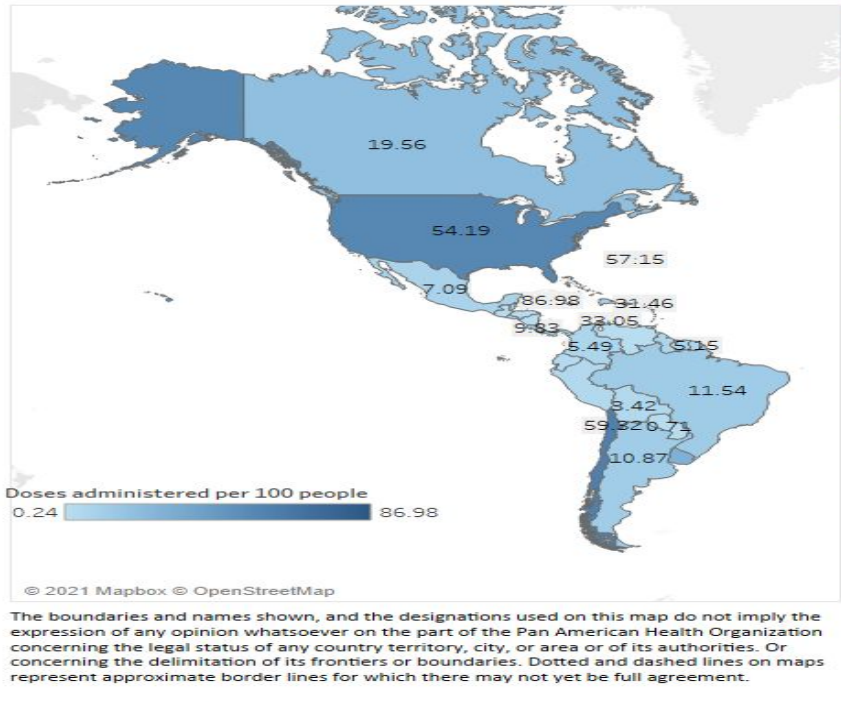 19.56
54.19
57.15
7.09
86.98
31.46
33.05
9.83
5.49
5.15
11.54
3.42
59.82
0.71
10.87
Doses administered per 100 people
0.24
86.98
© 2021 Mapbox © OpenStreetMap
The boundaries and names shown, and the designations used on this map do not imply the
expression of any opinion whatsoever on the part of the Pan American Health Organization
concerning the legal status of any country territory, city, or area or of its authorities. Or
concerning the delimitation of its frontiers or boundaries. Dotted and dashed lines on maps
represent approximate border lines for which there may not yet be full agreement.